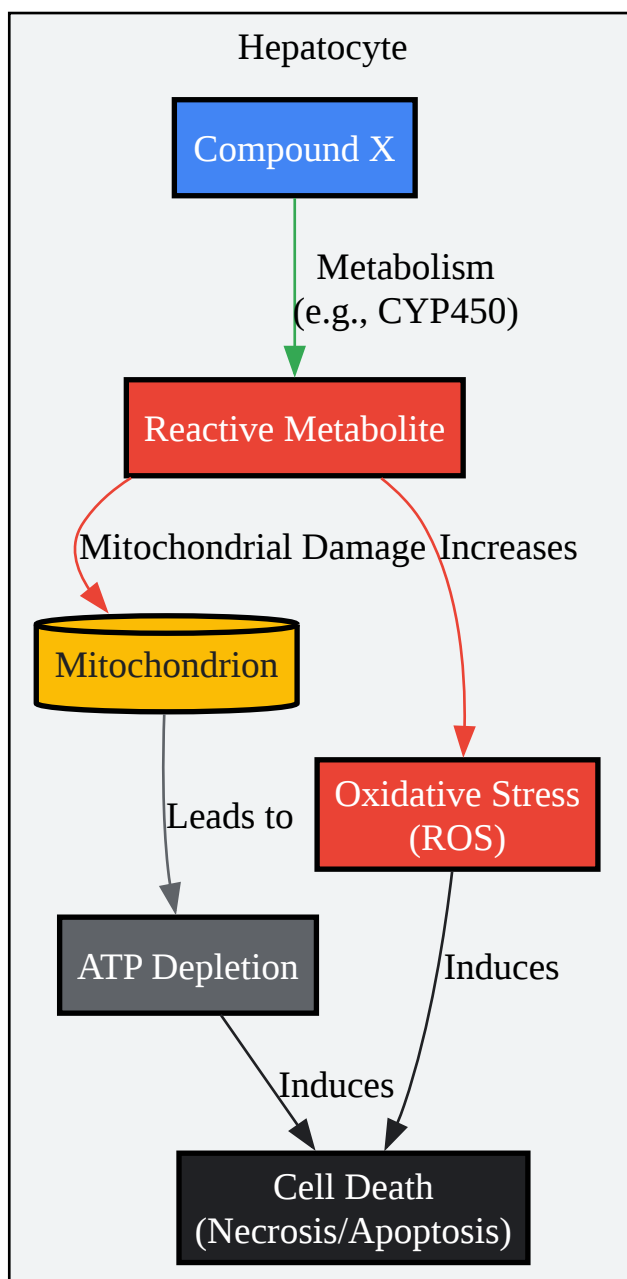 Hepatocyte
Compound X
Metabolism
(e.g., CYP450)
Reactive Metabolite
Mitochondrial Damage
Increases
Mitochondrion
Oxidative Stress
(ROS)
Leads to
ATP Depletion
Induces
Induces
Cell Death
(Necrosis/Apoptosis)